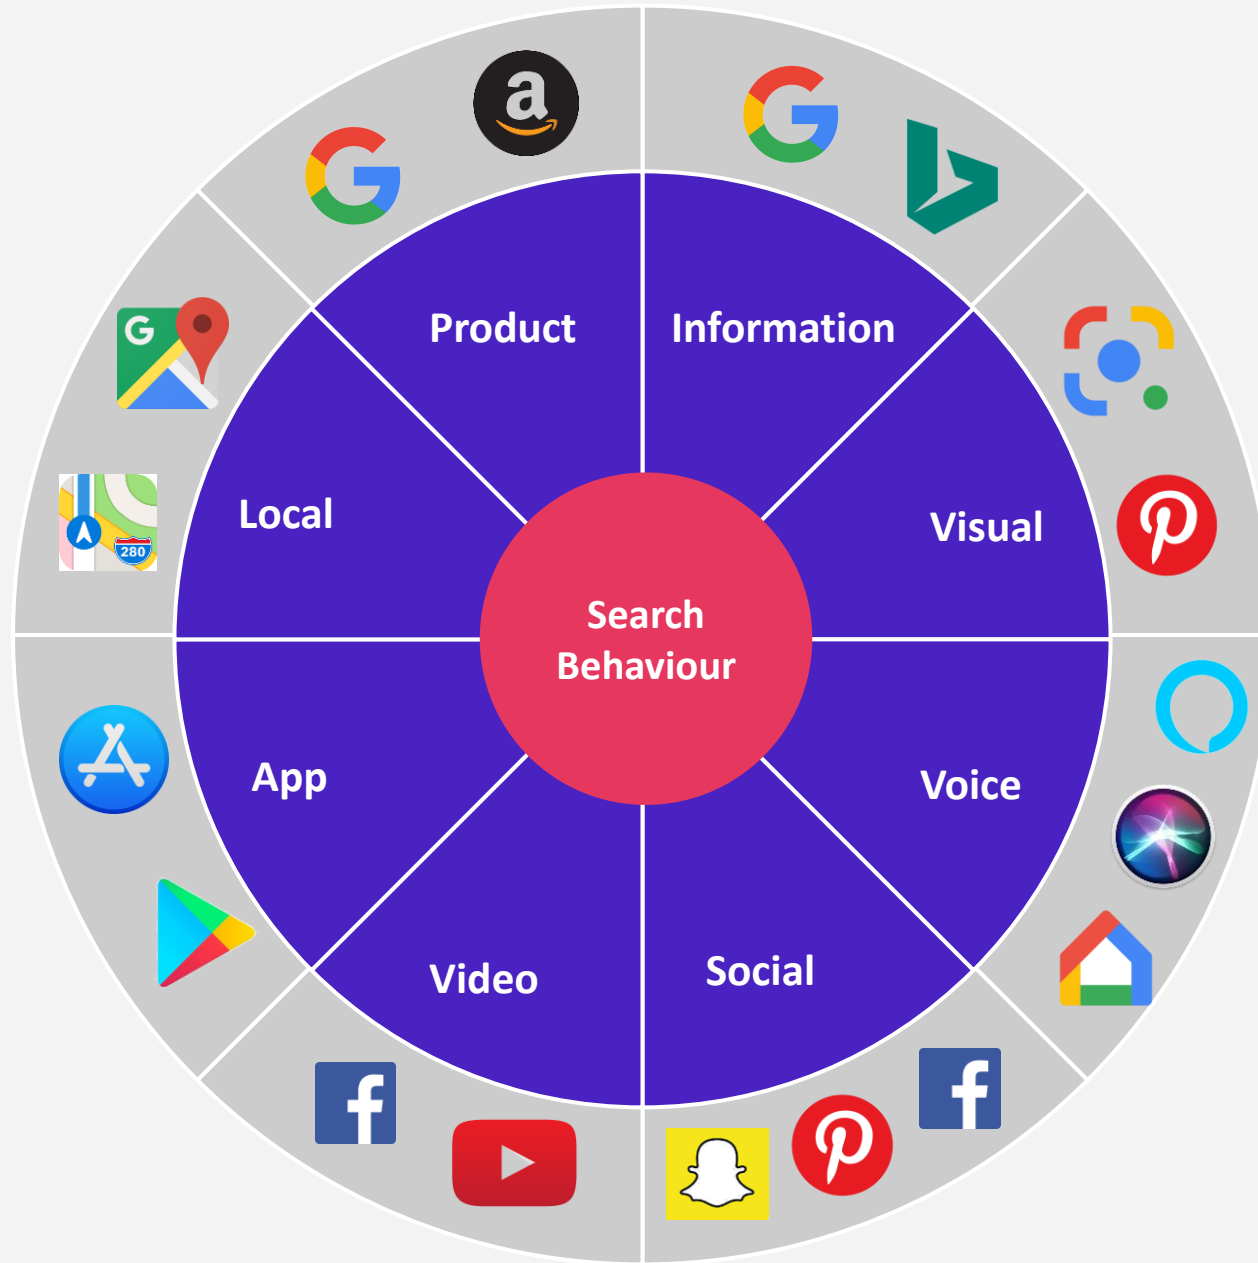 Product
Information
Local
Visual
280
Search
Behaviour
App
Voice
Video
Social